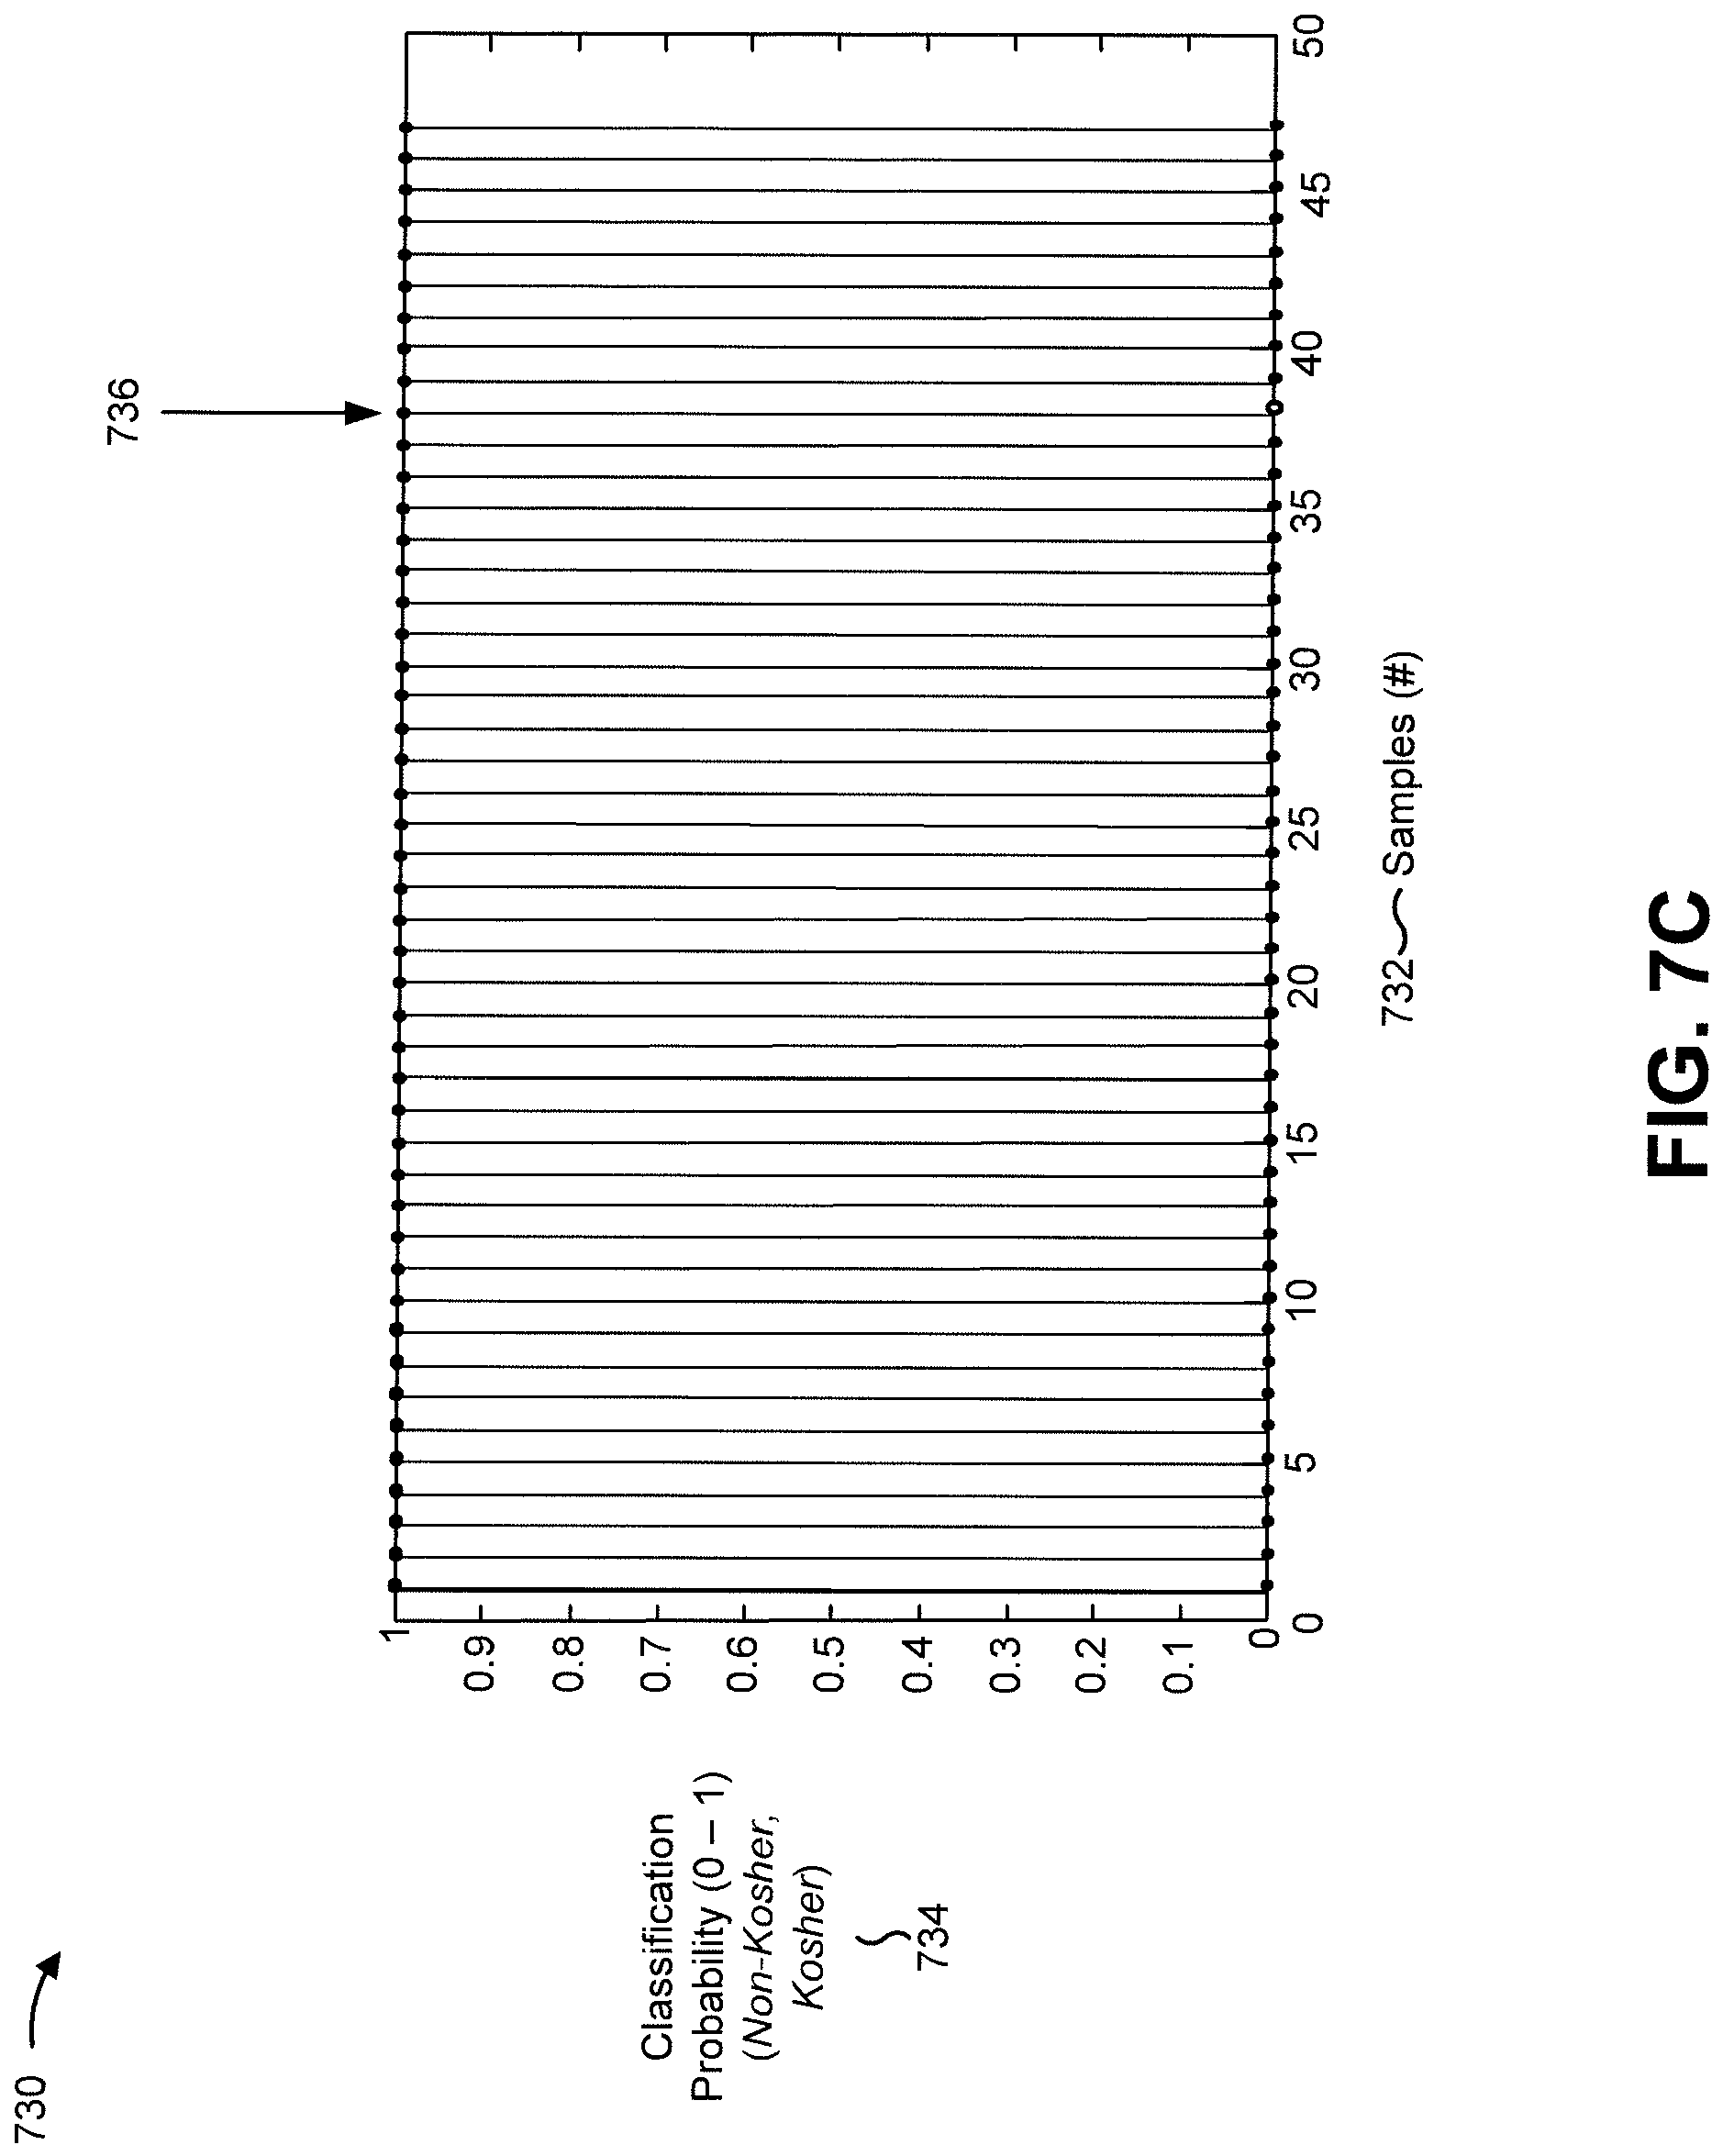 730
736
Classification
Probability (0 – 1)
(Non-Kosher,
Kosher)
734
1
0.9
0.8
0.7
0.6
0.5
0.4
0.3
0.2
0.1
0
0 5 10 15 20 25 30 35 40 45 50
732 Samples (#)
FIG. 7C